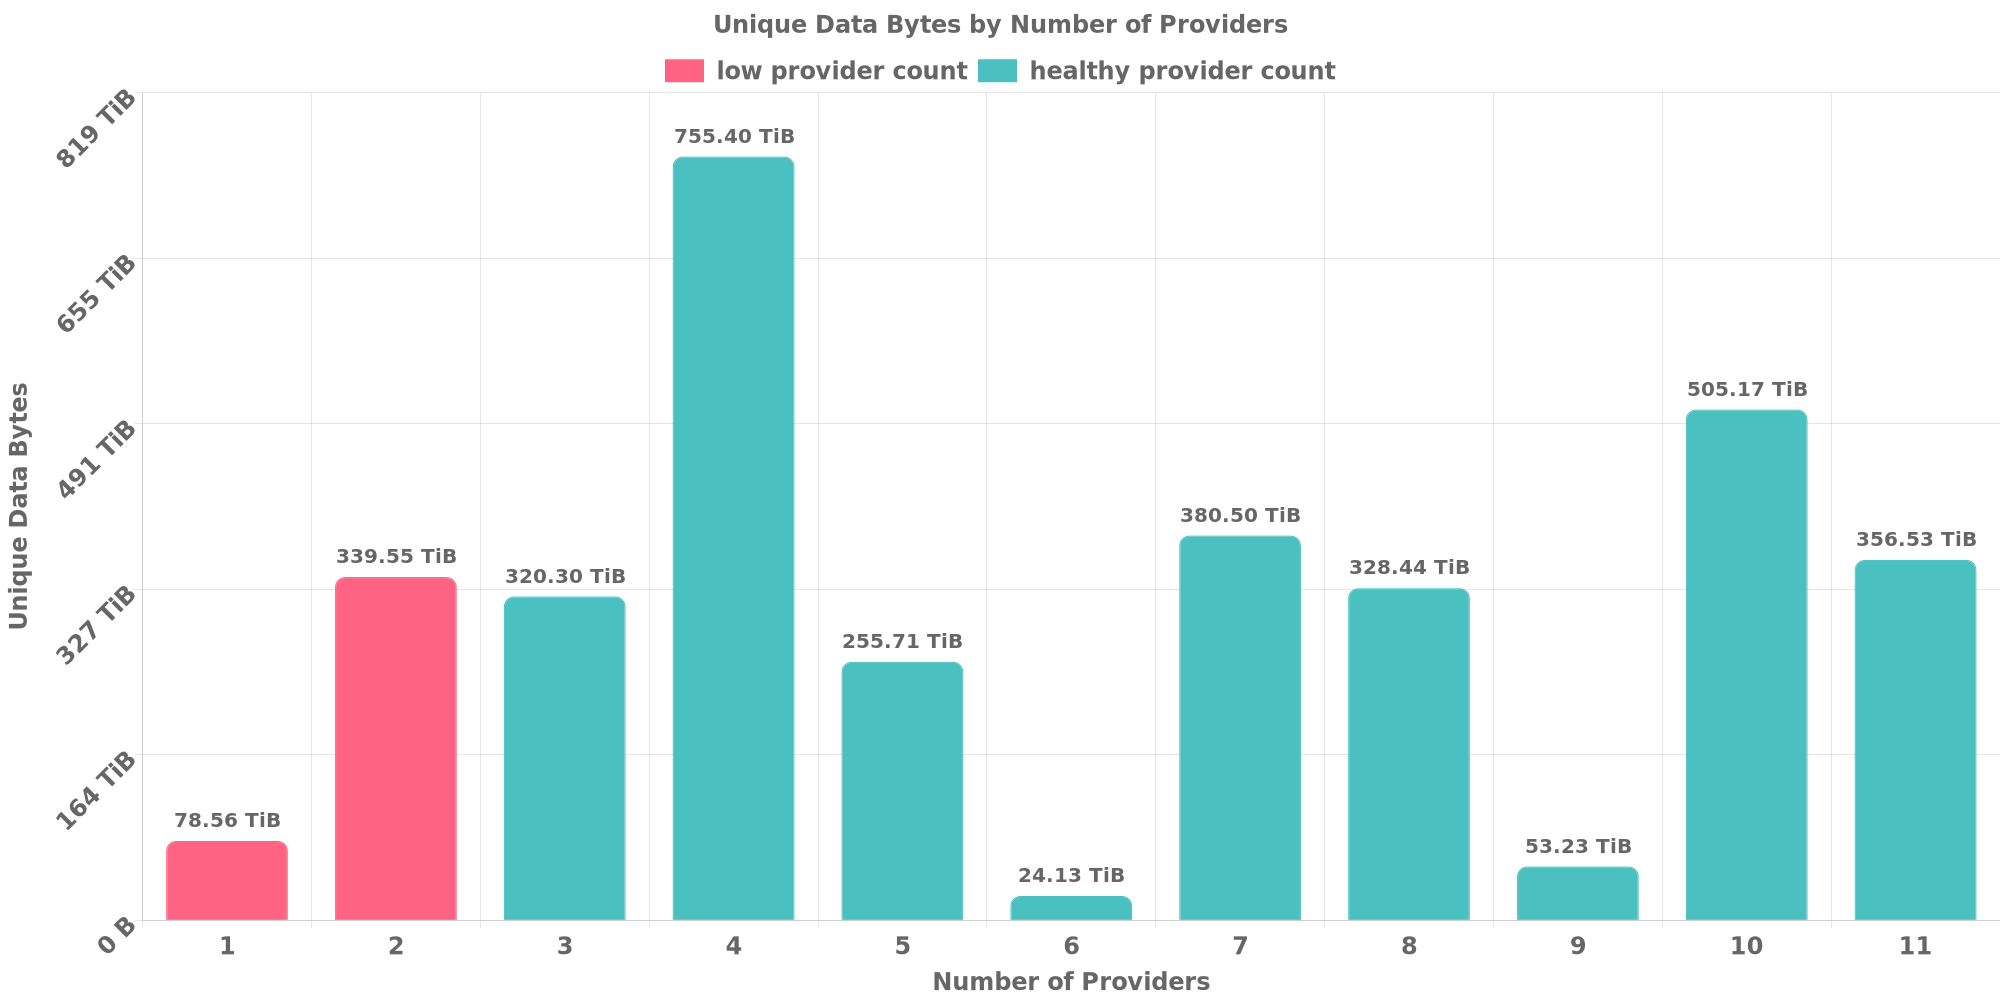 Unique Data Bytes by Number of Providers
low provider count healthy provider count
819 TiB
655 TiB
491 TiB
327 TiB
164 TiB
0 B
Unique Data Bytes
78.56 TiB
339.55 TiB
320.30 TiB
755.40 TiB
255.71 TiB
24.13 TiB
380.50 TiB
328.44 TiB
53.23 TiB
505.17 TiB
356.53 TiB
1 2 3 4 5 6 7 8 9 10 11
Number of Providers